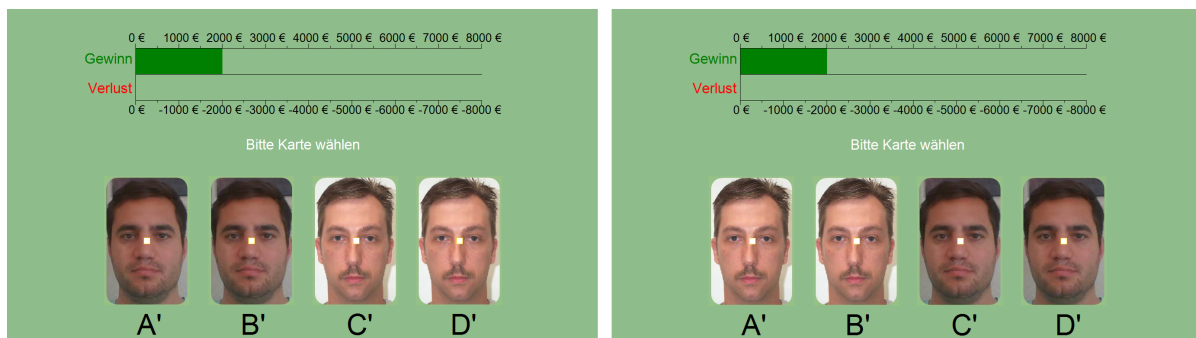 0 € 1000 € 2000 € 3000 € 4000 € 5000 € 6000 € 7000 € 8000 €
Gewinn
Verlust
0 € -1000 € -2000 € -3000 € -4000 € -5000 € -6000 € -7000 € -8000 €
Bitte Karte wählen
A' B' C' D'
0 € 1000 € 2000 € 3000 € 4000 € 5000 € 6000 € 7000 € 8000 €
Gewinn
Verlust
0 € -1000 € -2000 € -3000 € -4000 € -5000 € -6000 € -7000 € -8000 €
Bitte Karte wählen
A' B' C' D'